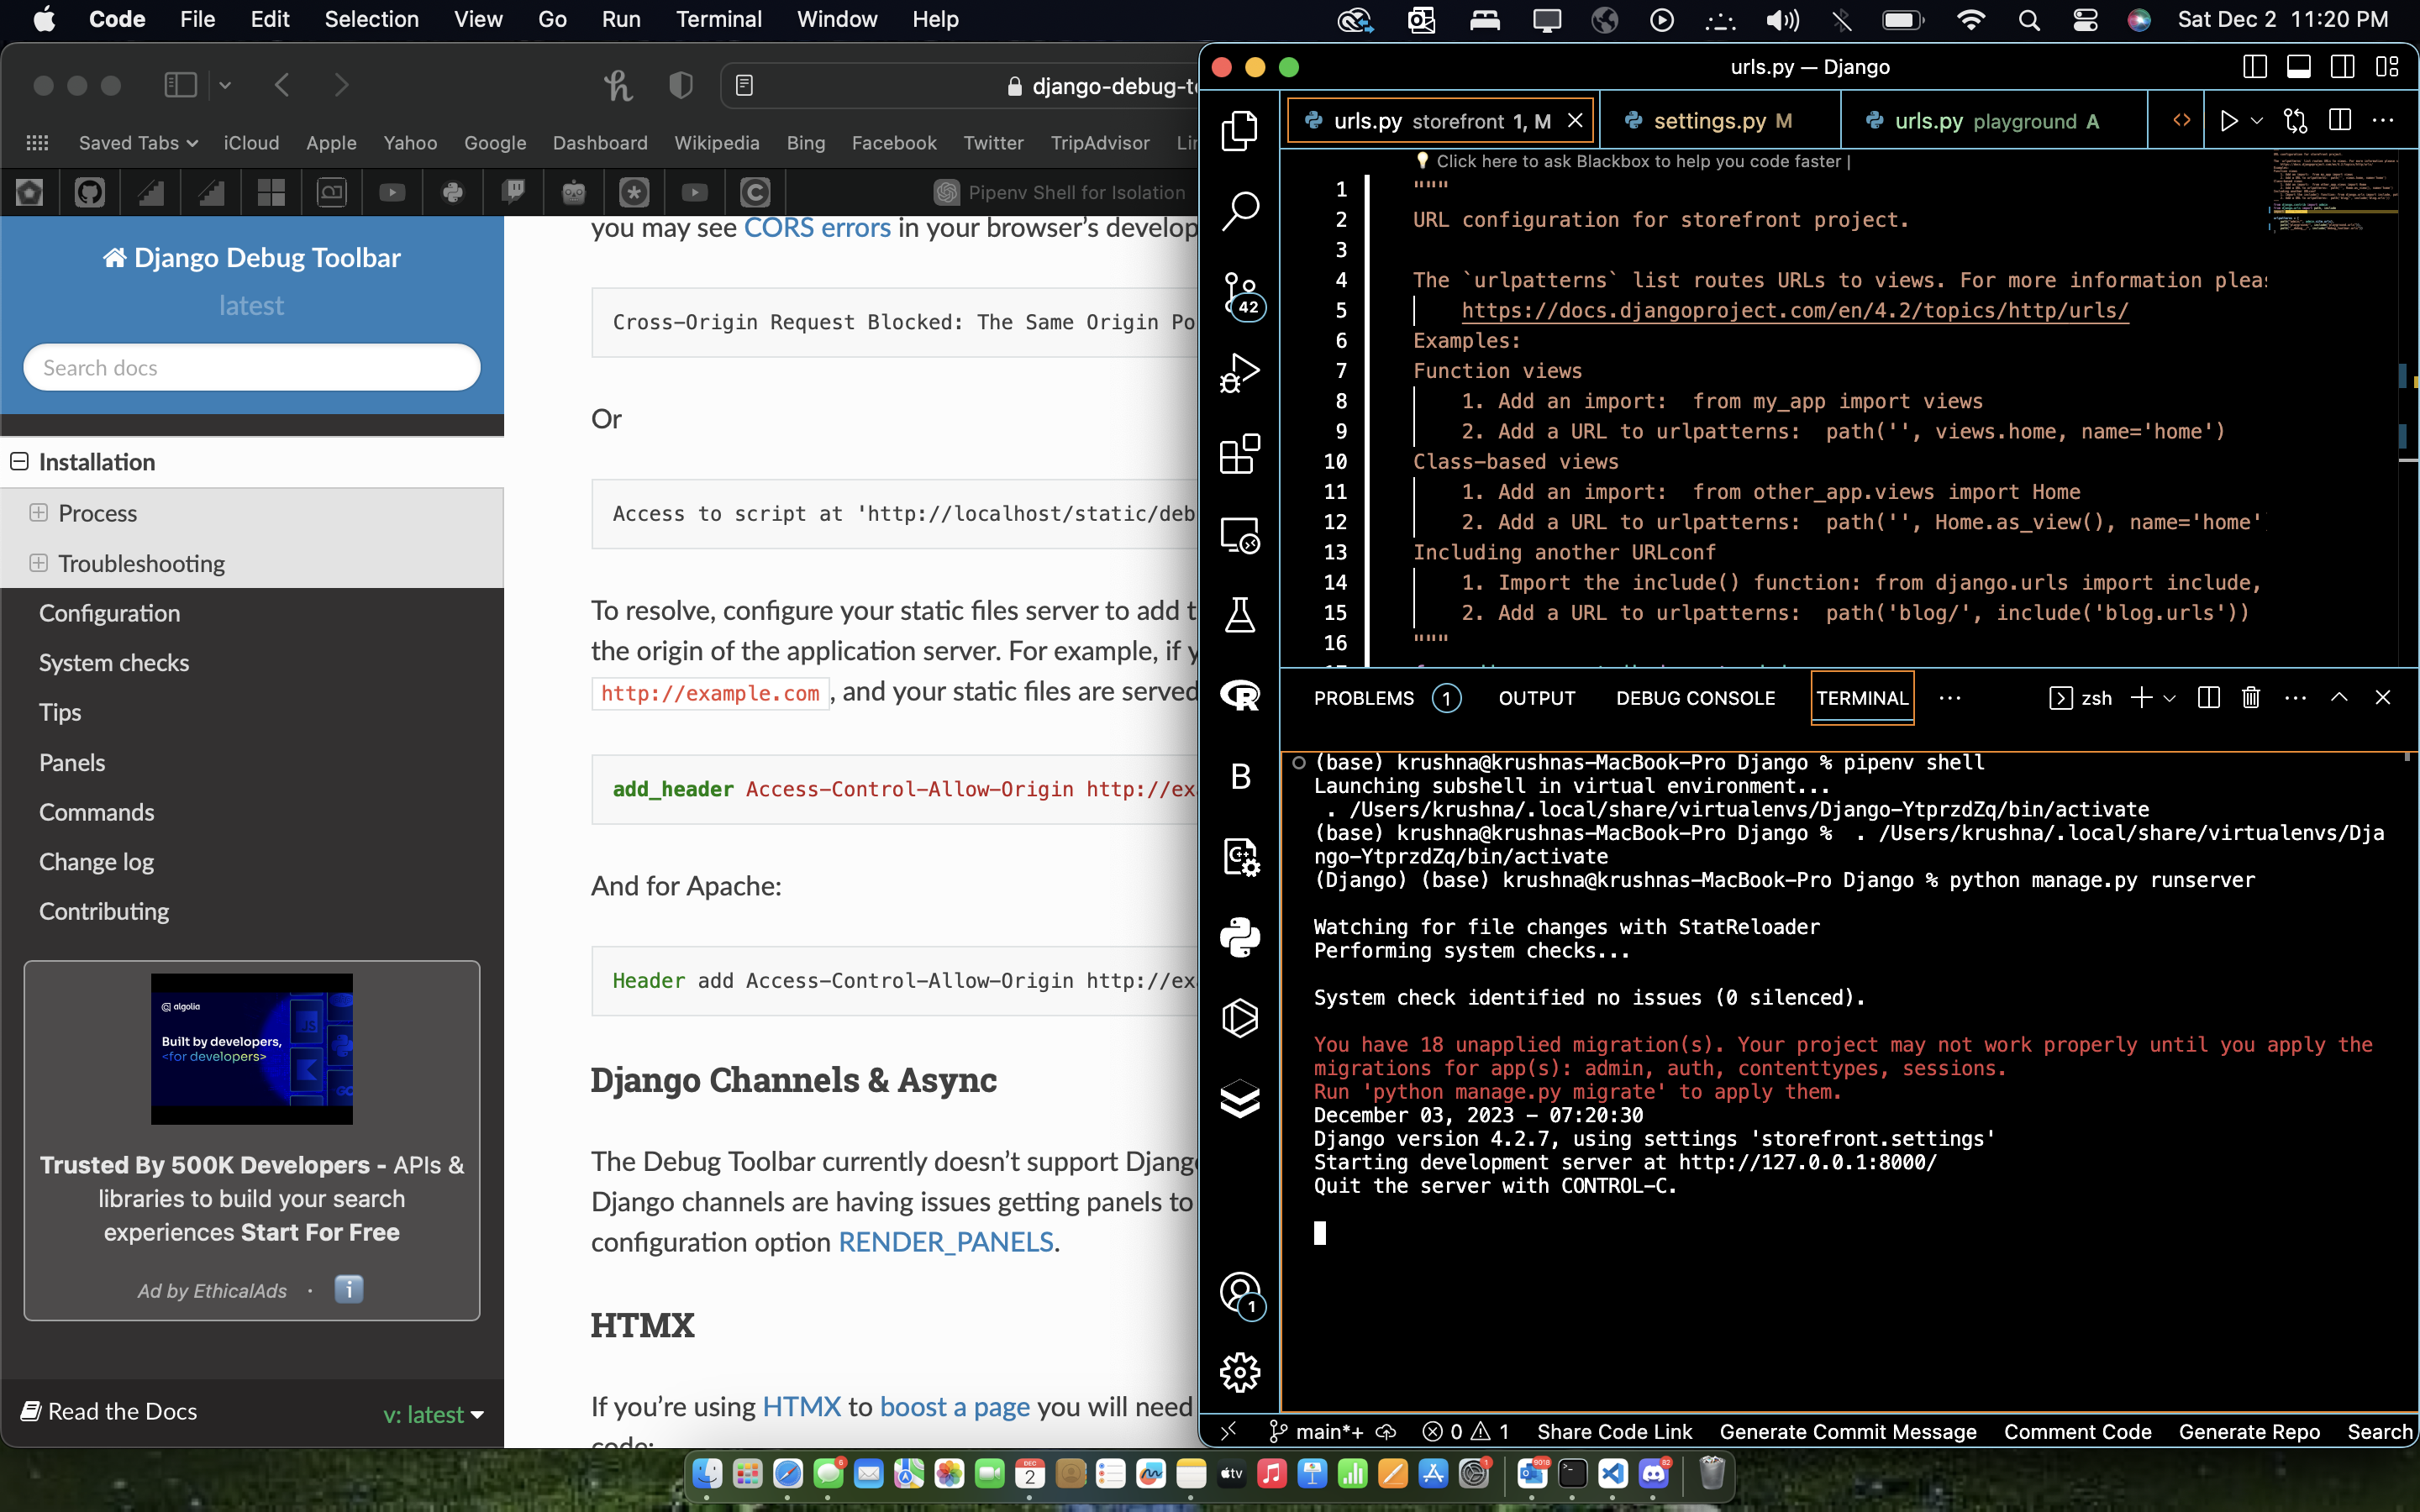 Code File Edit Selection View Go Run Terminal Window Help Sat Dec 2 11:20 PM
django-debug-t
Saved Tabs iCloud Apple Yahoo Google Dashboard Wikipedia Bing Facebook Twitter TripAdvisor
Pipenv Shell for Isolation
Django Debug Toolbar
latest
Search docs
Installation
Process
Troubleshooting
Configuration
System checks
Tips
Panels
Commands
Change log
Contributing
algolia
Built by developers,
<for developers>
Trusted By 500K Developers - APIs &
libraries to build your search
experiences Start For Free
Ad by EthicalAds ·
Read the Docs
v: latest
you may see CORS errors in your browser's develop
Cross-Origin Request Blocked: The Same Origin Po
Or
Access to script at 'http://localhost/static/deb
To resolve, configure your static files server to add t
the origin of the application server. For example, if y
http://example.com , and your static files are served
add_header Access-Control-Allow-Origin http://ex
And for Apache:
Header add Access-Control-Allow-Origin http://ex
Django Channels & Async
The Debug Toolbar currently doesn't support Djang
Django channels are having issues getting panels to
configuration option RENDER_PANELS.
HTMX
If you're using HTMX to boost a page you will need
code:
urls.py — Django
urls.py storefront 1, M
settings.py M
urls.py playground A
Click here to ask Blackbox to help you code faster |
1 """
2 URL configuration for storefront project.
3
4 The `urlpatterns` list routes URLs to views. For more information pleas
5 https://docs.djangoproject.com/en/4.2/topics/http/urls/
6 Examples:
7 Function views
8 1. Add an import:  from my_app import views
9 2. Add a URL to urlpatterns:  path('', views.home, name='home')
10 Class-based views
11 1. Add an import:  from other_app.views import Home
12 2. Add a URL to urlpatterns:  path('', Home.as_view(), name='home'
13 Including another URLconf
14 1. Import the include() function: from django.urls import include,
15 2. Add a URL to urlpatterns:  path('blog/', include('blog.urls'))
16 """
42
B
1
PROBLEMS 1 OUTPUT DEBUG CONSOLE TERMINAL zsh
(base) krushna@krushnas-MacBook-Pro Django % pipenv shell
Launching subshell in virtual environment...
. /Users/krushna/.local/share/virtualenvs/Django-YtprzdZq/bin/activate
(base) krushna@krushnas-MacBook-Pro Django %  . /Users/krushna/.local/share/virtualenvs/Dja
ngo-YtprzdZq/bin/activate
(Django) (base) krushna@krushnas-MacBook-Pro Django % python manage.py runserver
Watching for file changes with StatReloader
Performing system checks...
System check identified no issues (0 silenced).
You have 18 unapplied migration(s). Your project may not work properly until you apply the
migrations for app(s): admin, auth, contenttypes, sessions.
Run 'python manage.py migrate' to apply them.
December 03, 2023 - 07:20:30
Django version 4.2.7, using settings 'storefront.settings'
Starting development server at http://127.0.0.1:8000/
Quit the server with CONTROL-C.
main*+ 0 1 Share Code Link Generate Commit Message Comment Code Generate Repo Search
6 DEC 2 tv 1 9018 82